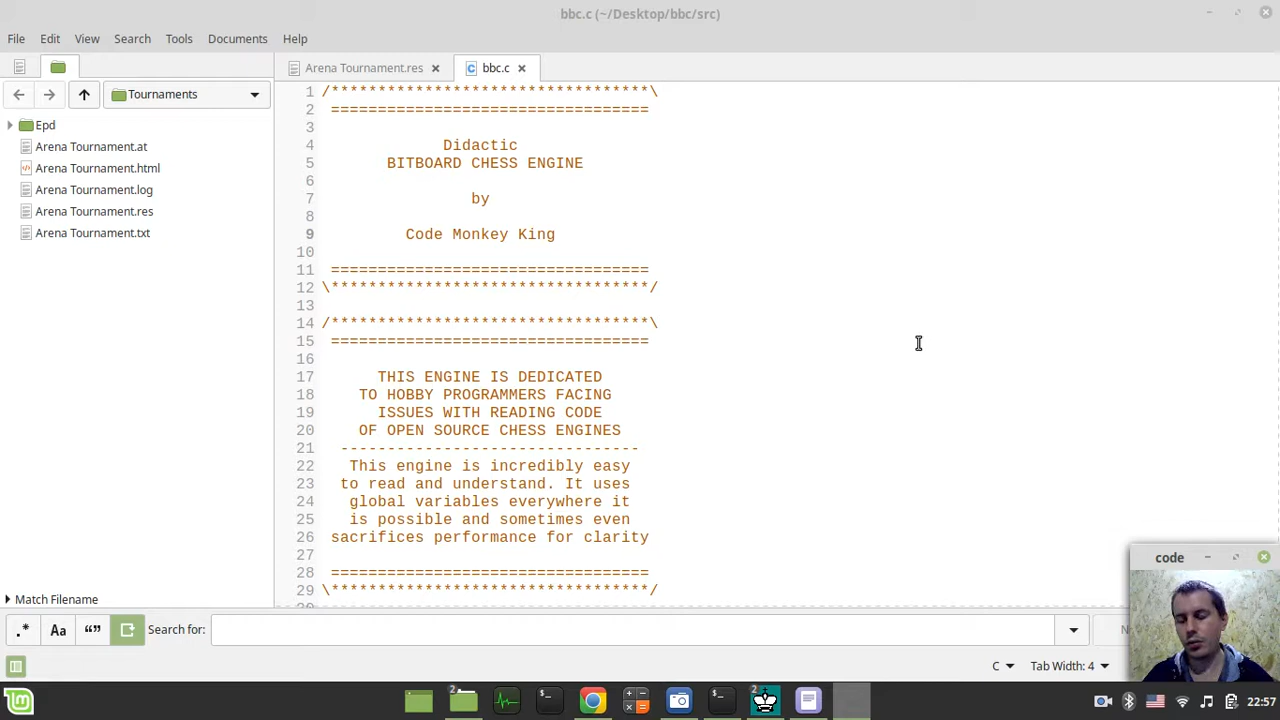 bbc.c (~/Desktop/bbc/src)
File Edit View Search Tools Documents Help
Arena Tournament.res bbc.c
Tournaments
Epd
Arena Tournament.at
Arena Tournament.html
Arena Tournament.log
Arena Tournament.res
Arena Tournament.txt
Match Filename
1 /**********************************\
2 ==================================
3
4 Didactic
5 BITBOARD CHESS ENGINE
6
7 by
8
9 Code Monkey King
10
11 ==================================
12 \**********************************/
13
14 /**********************************\
15 ==================================
16
17 THIS ENGINE IS DEDICATED
18 TO HOBBY PROGRAMMERS FACING
19 ISSUES WITH READING CODE
20 OF OPEN SOURCE CHESS ENGINES
21 --------------------------------
22 This engine is incredibly easy
23 to read and understand. It uses
24 global variables everywhere it
25 is possible and sometimes even
26 sacrifices performance for clarity
27
28 ==================================
29 \**********************************/
code
.* Aa “” Search for:
C Tab Width: 4
2 2 22:57